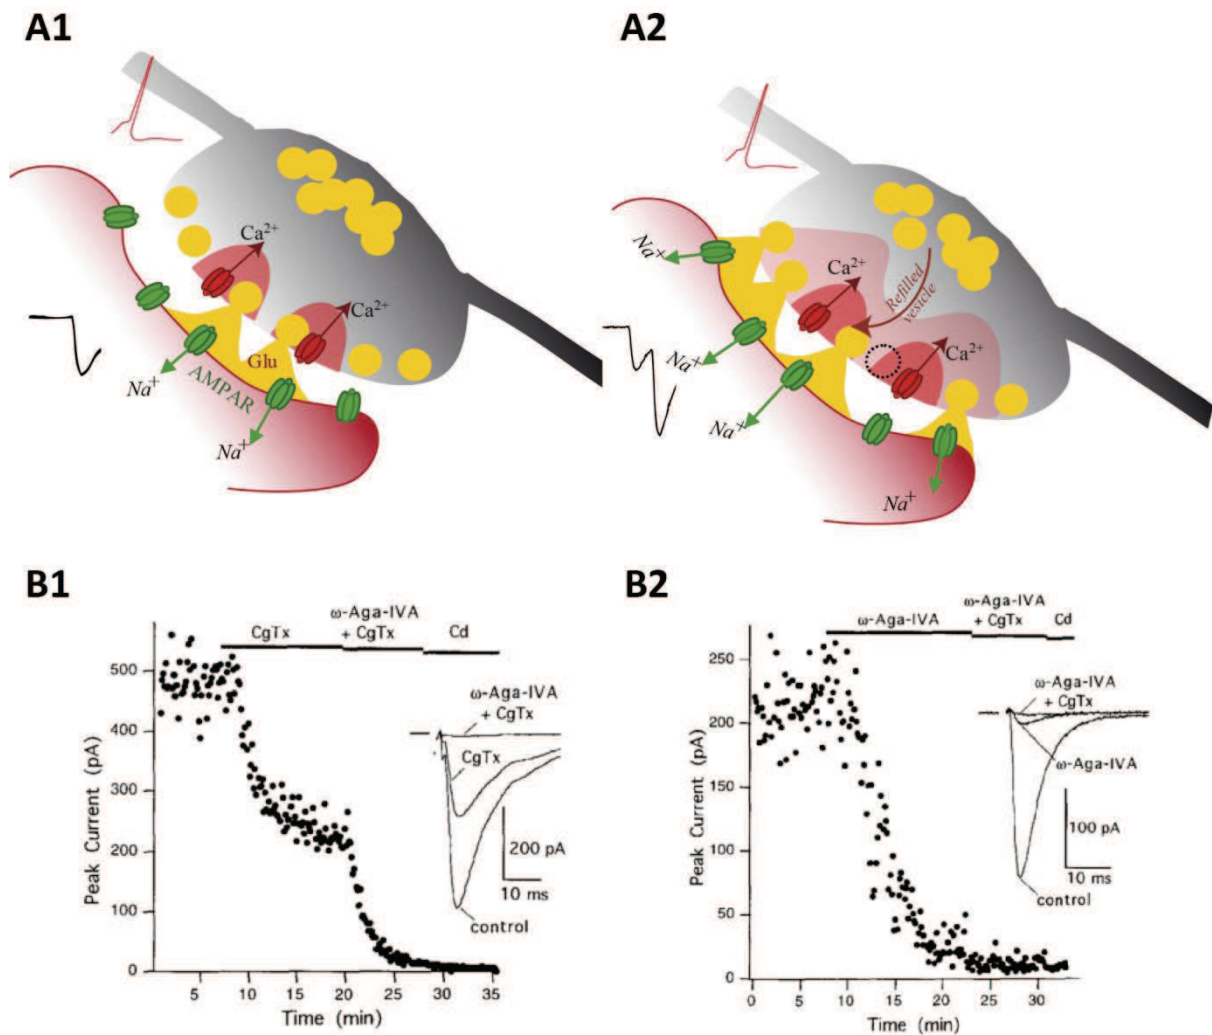 A1
A2
Ca2+
Ca2+
Glu
Na+
AMPAR
Na+
Na+
Ca2+
Refilled
vesicle
Na+
Ca2+
Na+
Na+
B1
B2
CgTx
ω-Aga-IVA
+ CgTx
Cd
500
400
300
200
100
0
Peak Current (pA)
5
10
15
20
25
30
35
Time (min)
ω-Aga-IVA
+ CgTx
CgTx
200 pA
10 ms
control
ω-Aga-IVA
ω-Aga-IVA
+ CgTx
Cd
250
200
150
100
50
0
Peak Current (pA)
0
5
10
15
20
25
30
Time (min)
ω-Aga-IVA
+ CgTx
ω-Aga-IVA
100 pA
10 ms
control